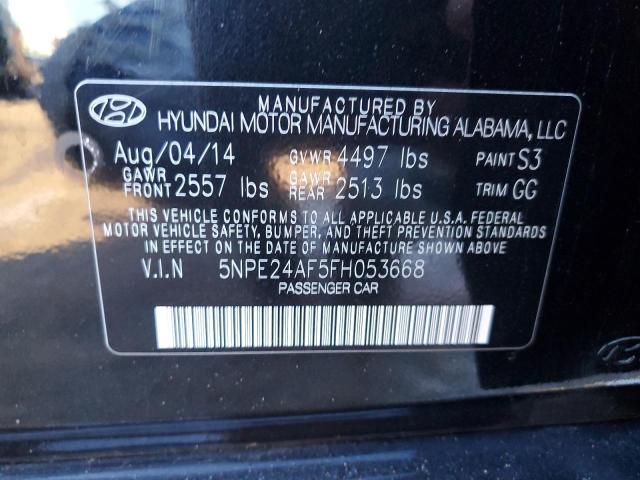 MANUFACTURED BY
HYUNDAI MOTOR MANUFACTURING ALABAMA, LLC
Aug/04/14 GVWR 4497 lbs PAINT S3
GAWR FRONT 2557 lbs GAWR REAR 2513 lbs TRIM GG
THIS VEHICLE CONFORMS TO ALL APPLICABLE U.S.A. FEDERAL
MOTOR VEHICLE SAFETY, BUMPER, AND THEFT PREVENTION STANDARDS
IN EFFECT ON THE DATE OF MANUFACTURE SHOWN ABOVE.
V.I.N 5NPE24AF5FH053668
PASSENGER CAR